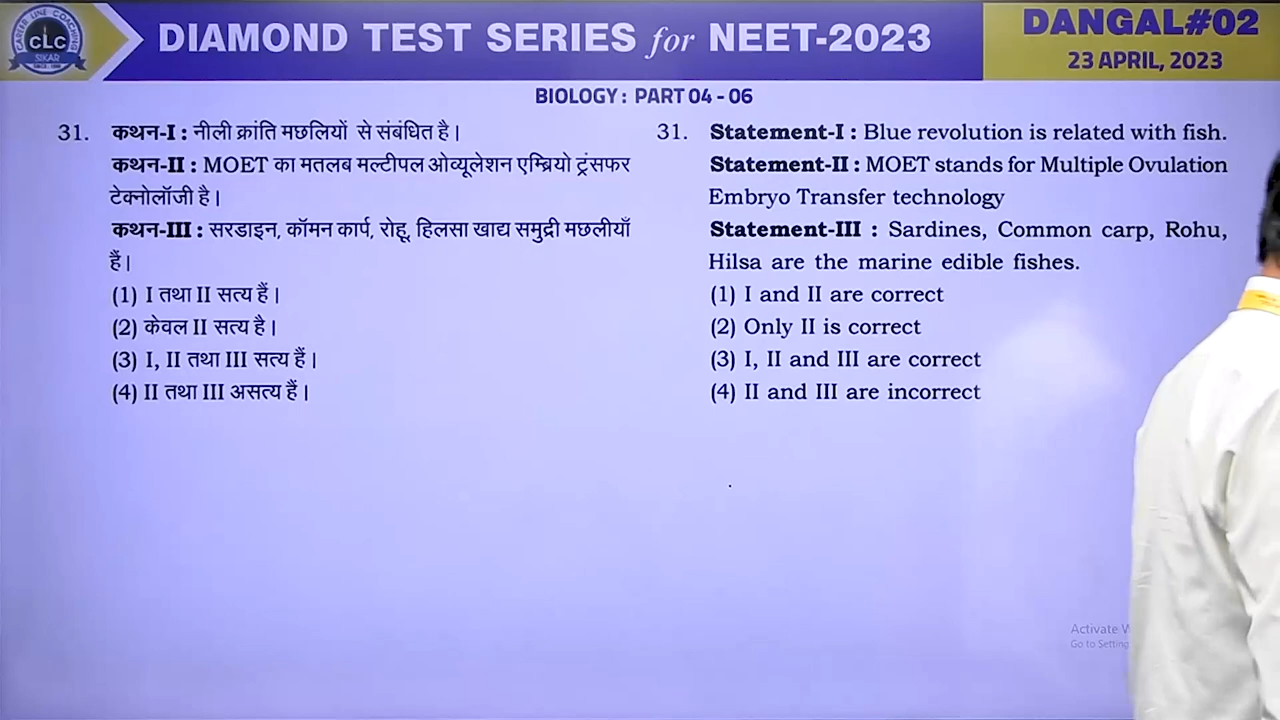 CAREER LINE COACHING
CLC
SIKAR
DIAMOND TEST SERIES for NEET-2023
DANGAL#02
23 APRIL, 2023
BIOLOGY : PART 04 - 06
31. कथन-I : नीली क्रांति मछलियों से संबंधित है।
कथन-II : MOET का मतलब मल्टीपल ओव्यूलेशन एम्ब्रियो ट्रंसफर
टेक्नोलॉजी है।
कथन-III : सरडाइन, कॉमन कार्प, रोहू, हिलसा खाद्य समुद्री मछलीयाँ
हैं।
(1) I तथा II सत्य हैं।
(2) केवल II सत्य है।
(3) I, II तथा III सत्य हैं।
(4) II तथा III असत्य हैं।
31. Statement-I : Blue revolution is related with fish.
Statement-II : MOET stands for Multiple Ovulation
Embryo Transfer technology
Statement-III : Sardines, Common carp, Rohu,
Hilsa are the marine edible fishes.
(1) I and II are correct
(2) Only II is correct
(3) I, II and III are correct
(4) II and III are incorrect
Activate W
Go to Setting